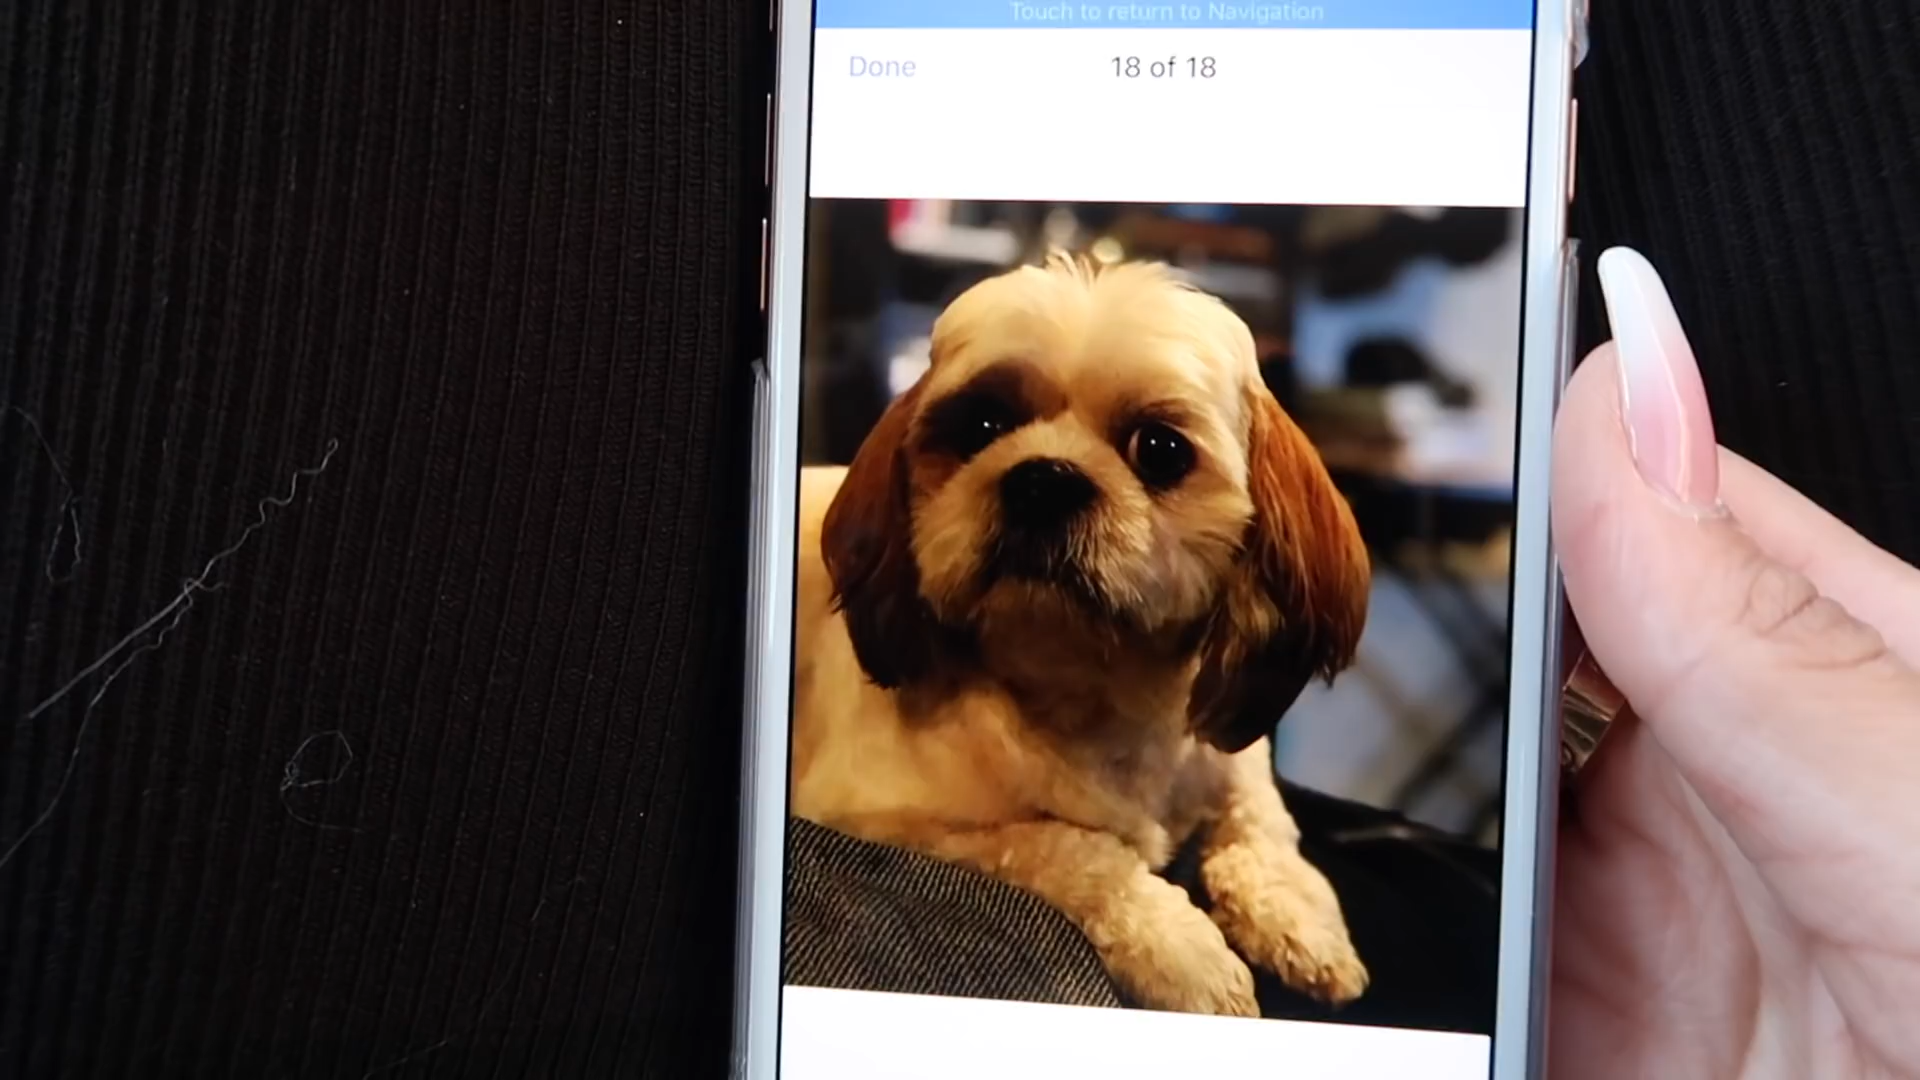 Touch to return to Navigation
Done
18 of 18